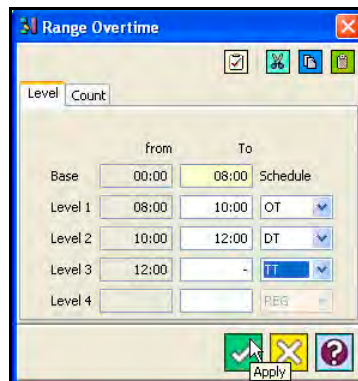 Range Overtime
Level Count
from To
Base 00:00 08:00 Schedule
Level 1 08:00 10:00 OT
Level 2 10:00 12:00 DT
Level 3 12:00 - TT
Level 4 REG
Apply